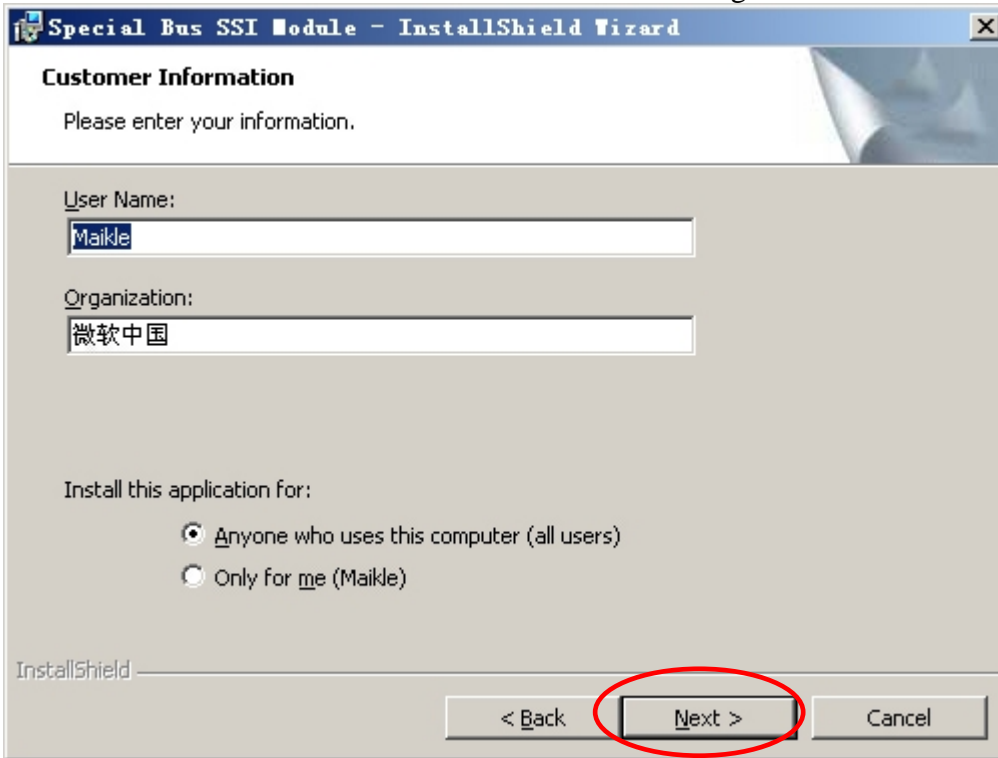 Special Bus SSI Module - InstallShield Wizard
Customer Information
Please enter your information.
User Name:
Maikle
Organization:
微软中国
Install this application for:
Anyone who uses this computer (all users)
Only for me (Maikle)
InstallShield
< Back Next > Cancel